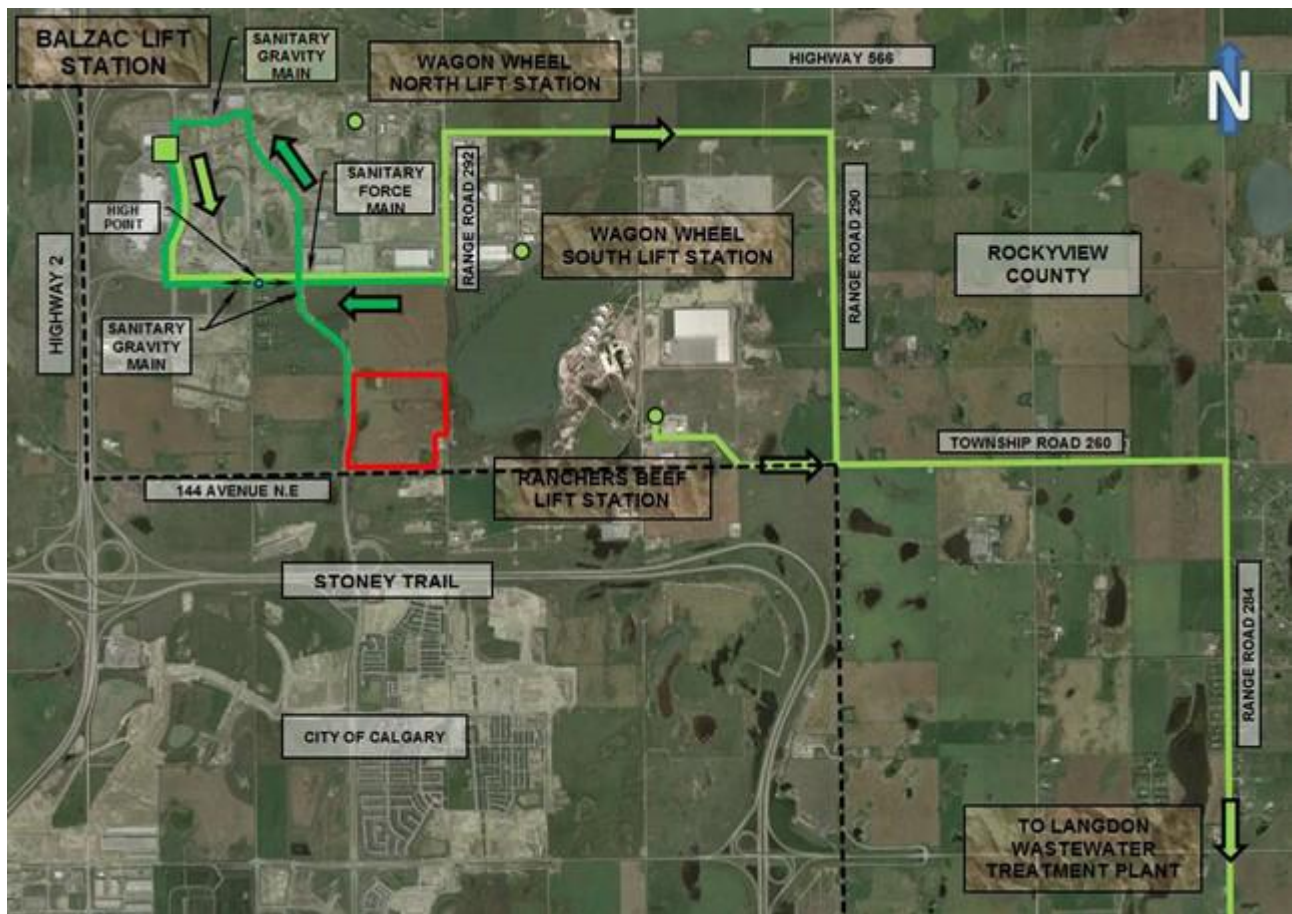 BALZAC LIFT
STATION
SANITARY
GRAVITY
MAIN
WAGON WHEEL
NORTH LIFT STATION
HIGHWAY 566
N
SANITARY
FORCE
MAIN
RANGE ROAD 292
HIGH
POINT
WAGON WHEEL
SOUTH LIFT STATION
RANGE ROAD 290
ROCKYVIEW
COUNTY
HIGHWAY 2
SANITARY
GRAVITY
MAIN
TOWNSHIP ROAD 260
144 AVENUE N.E
RANCHERS BEEF
LIFT STATION
STONEY TRAIL
RANGE ROAD 284
CITY OF CALGARY
TO LANGDON
WASTEWATER
TREATMENT PLANT